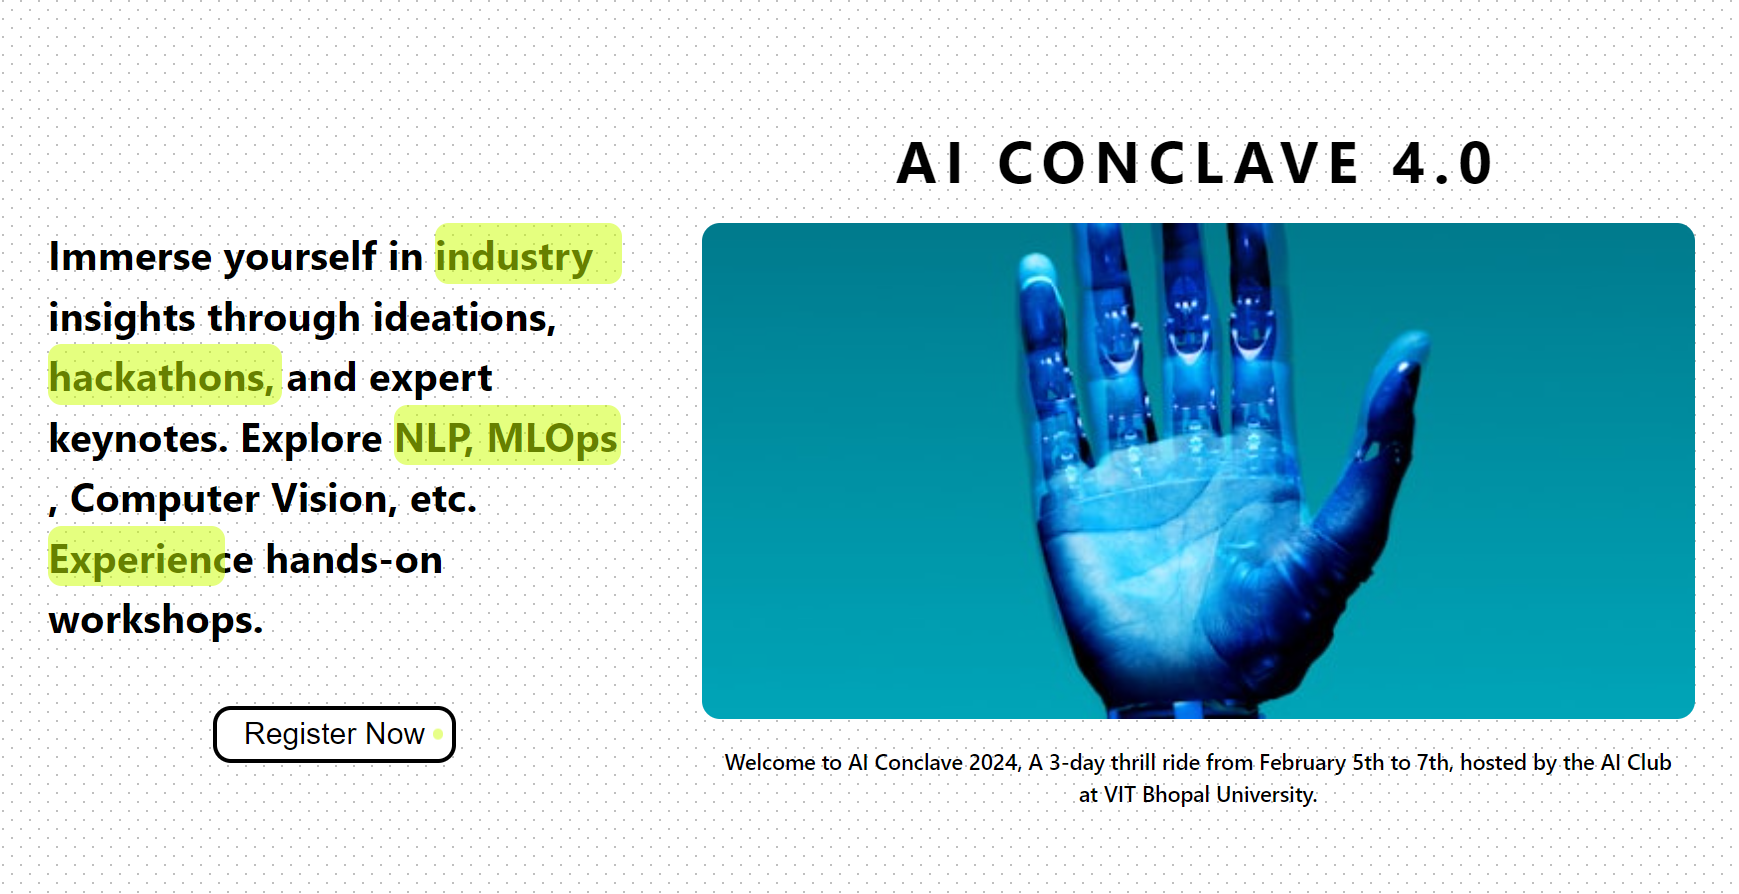 AI CONCLAVE 4.0
Immerse yourself in industry
insights through ideations,
hackathons, and expert
keynotes. Explore NLP, MLOps
, Computer Vision, etc.
Experience hands-on
workshops.
Register Now
Welcome to AI Conclave 2024, A 3-day thrill ride from February 5th to 7th, hosted by the AI Club
at VIT Bhopal University.